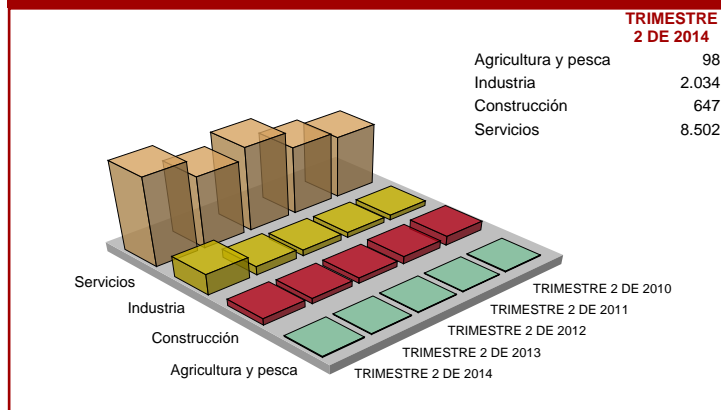 TRIMESTRE
2 DE 2014
Agricultura y pesca 98
Industria 2.034
Construcción 647
Servicios 8.502
Servicios
Industria
Construcción
Agricultura y pesca
TRIMESTRE 2 DE 2010
TRIMESTRE 2 DE 2011
TRIMESTRE 2 DE 2012
TRIMESTRE 2 DE 2013
TRIMESTRE 2 DE 2014